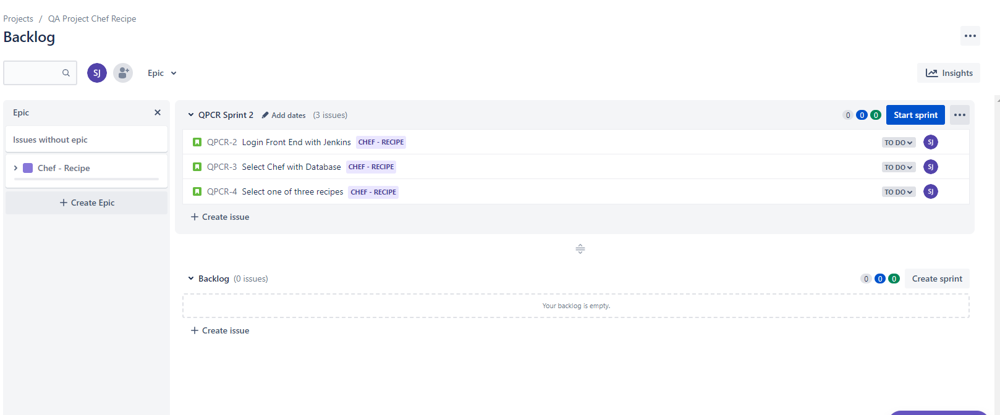 Projects / QA Project Chef Recipe
Backlog
SJ Epic Insights
Epic
Issues without epic
Chef - Recipe
Create Epic
QPCR Sprint 2 Add dates (3 issues) 0 0 0 Start sprint
QPCR-2 Login Front End with Jenkins CHEF - RECIPE TO DO SJ
QPCR-3 Select Chef with Database CHEF - RECIPE TO DO SJ
QPCR-4 Select one of three recipes CHEF - RECIPE TO DO SJ
Create issue
Backlog (0 issues) 0 0 0 Create sprint
Your backlog is empty.
Create issue